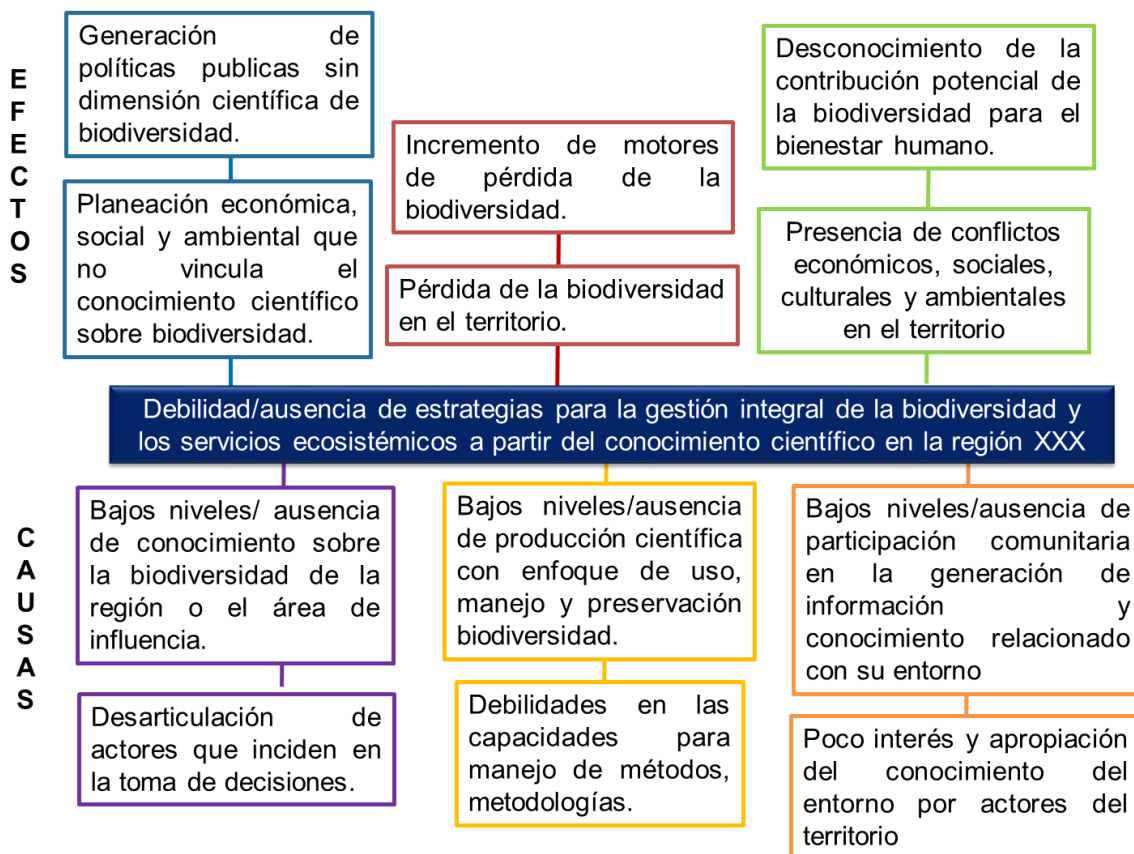 EFECTOS
Generación de
políticas publicas sin
dimensión científica de
biodiversidad.
Planeación económica,
social y ambiental que
no vincula el
conocimiento científico
sobre biodiversidad.
Incremento de motores
de pérdida de la
biodiversidad.
Pérdida de la biodiversidad
en el territorio.
Desconocimiento de la
contribución potencial de
la biodiversidad para el
bienestar humano.
Presencia de conflictos
económicos, sociales,
culturales y ambientales
en el territorio
Debilidad/ausencia de estrategias para la gestión integral de la biodiversidad y
los servicios ecosistémicos a partir del conocimiento científico en la región XXX
CAUSAS
Bajos niveles/ ausencia
de conocimiento sobre
la biodiversidad de la
región o el área de
influencia.
Desarticulación de
actores que inciden en
la toma de decisiones.
Bajos niveles/ausencia
de producción científica
con enfoque de uso,
manejo y preservación
biodiversidad.
Debilidades en las
capacidades para
manejo de métodos,
metodologías.
Bajos niveles/ausencia de
participación comunitaria
en la generación de
información y
conocimiento relacionado
con su entorno
Poco interés y apropiación
del conocimiento del
entorno por actores del
territorio